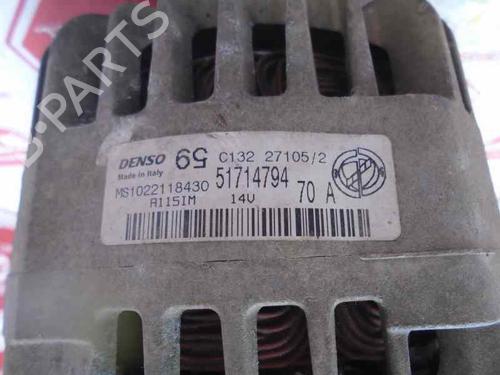 DENSO 59 C132 27105/2
Made in Italy
MS1022118430 51714794
A115IM 14V 70 A
B-PARTS